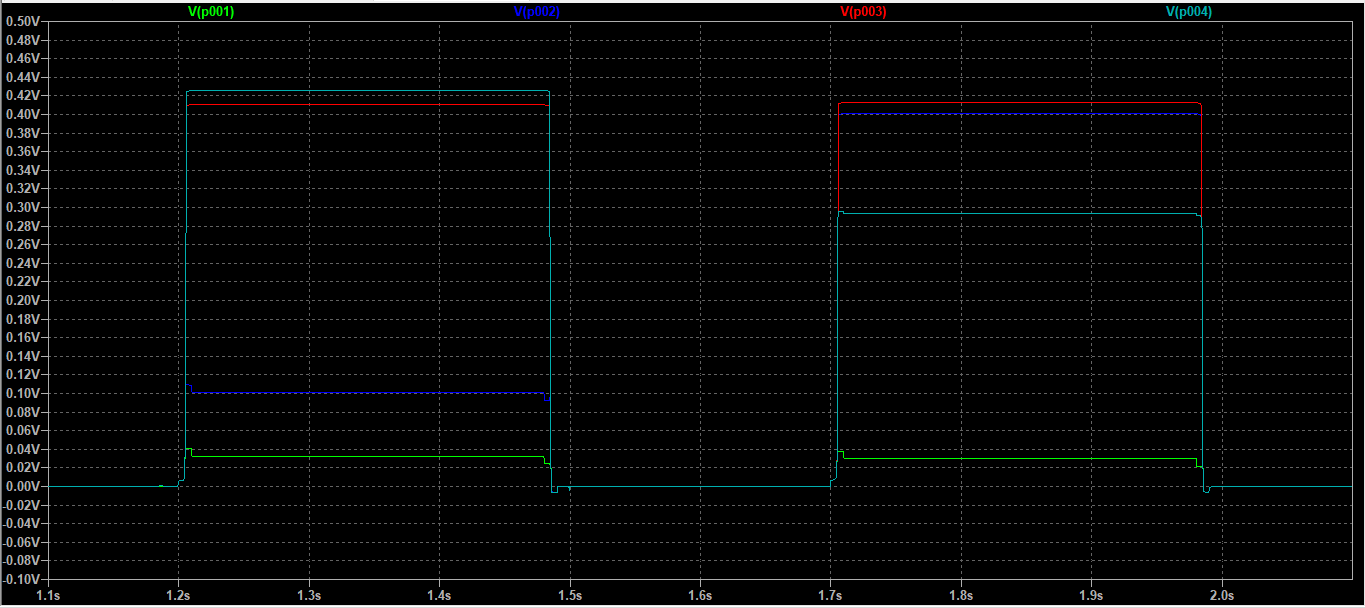 V(p001) V(p002) V(p003) V(p004)
0.50V
0.48V
0.46V
0.44V
0.42V
0.40V
0.38V
0.36V
0.34V
0.32V
0.30V
0.28V
0.26V
0.24V
0.22V
0.20V
0.18V
0.16V
0.14V
0.12V
0.10V
0.08V
0.06V
0.04V
0.02V
0.00V
-0.02V
-0.04V
-0.06V
-0.08V
-0.10V
1.1s 1.2s 1.3s 1.4s 1.5s 1.6s 1.7s 1.8s 1.9s 2.0s